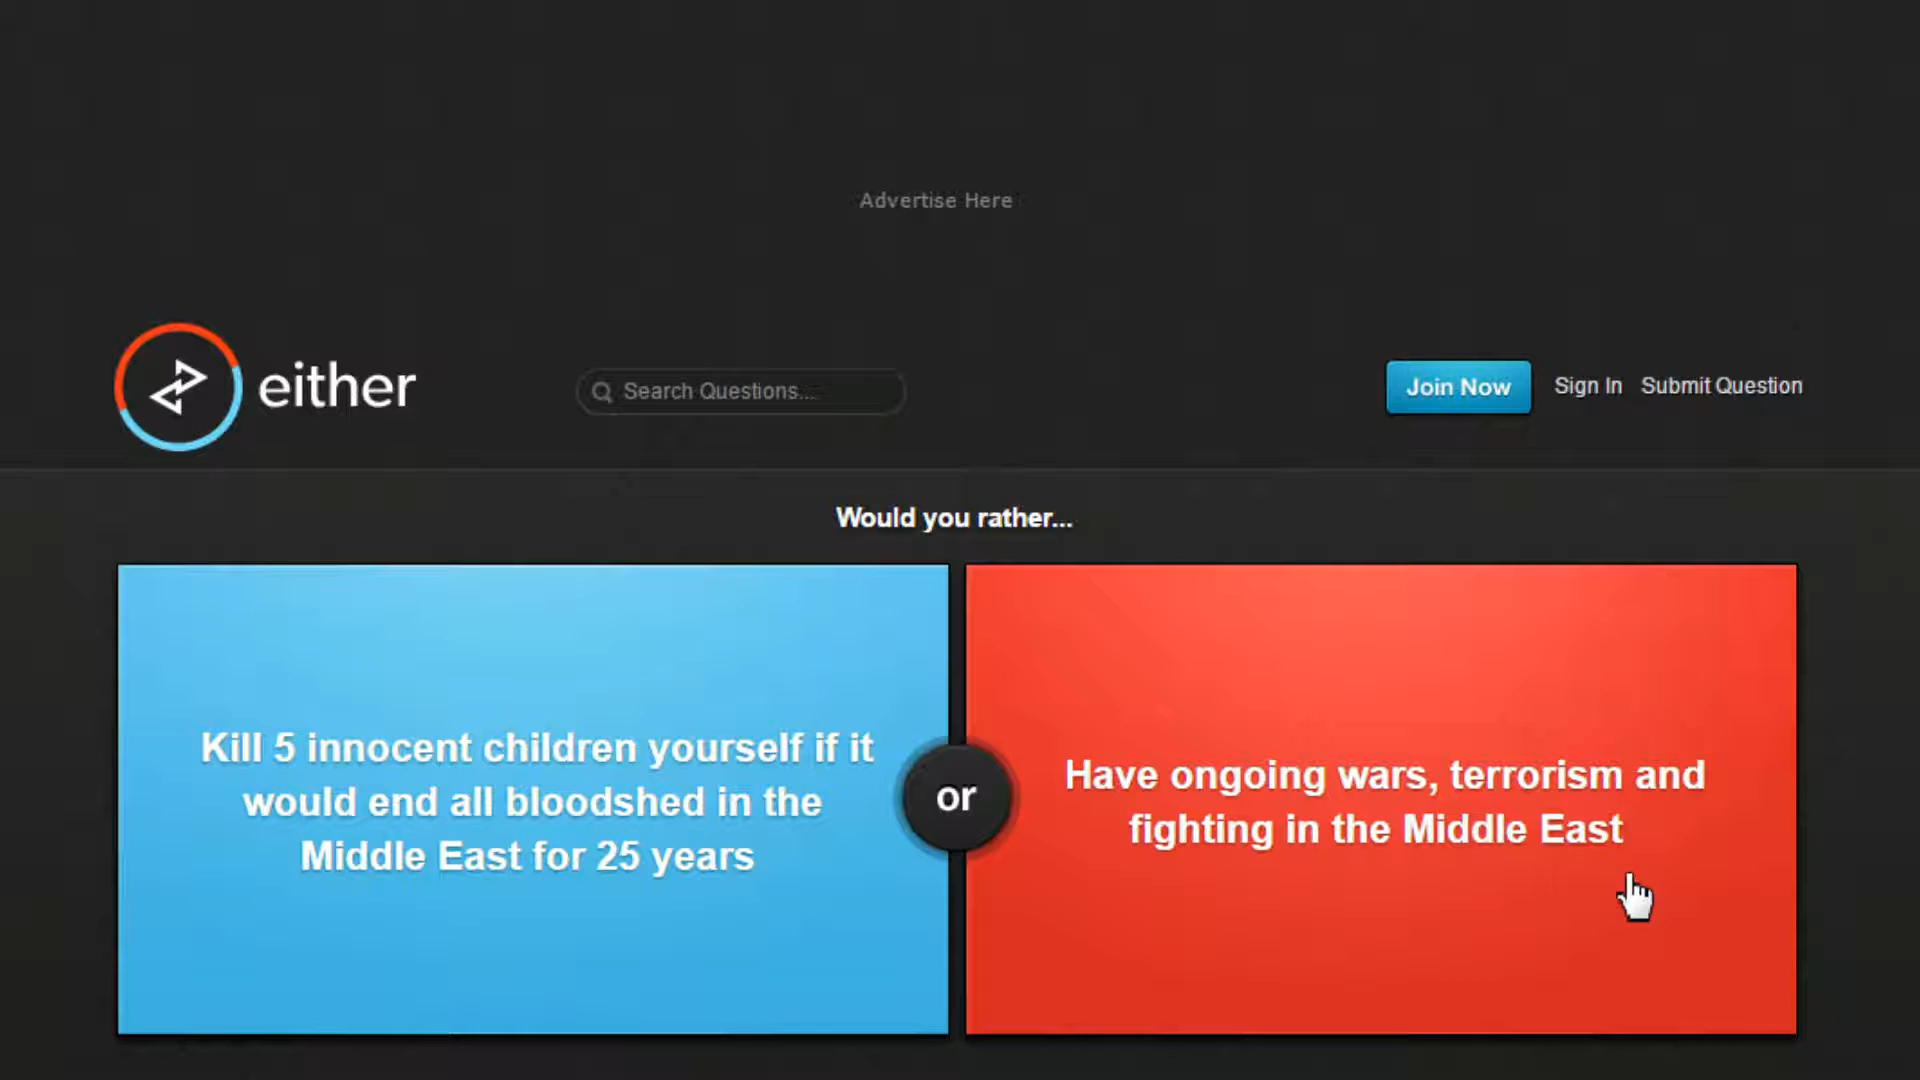 Advertise Here
either
Search Questions...
Join Now
Sign In
Submit Question
Would you rather...
Kill 5 innocent children yourself if it
would end all bloodshed in the
Middle East for 25 years
or
Have ongoing wars, terrorism and
fighting in the Middle East